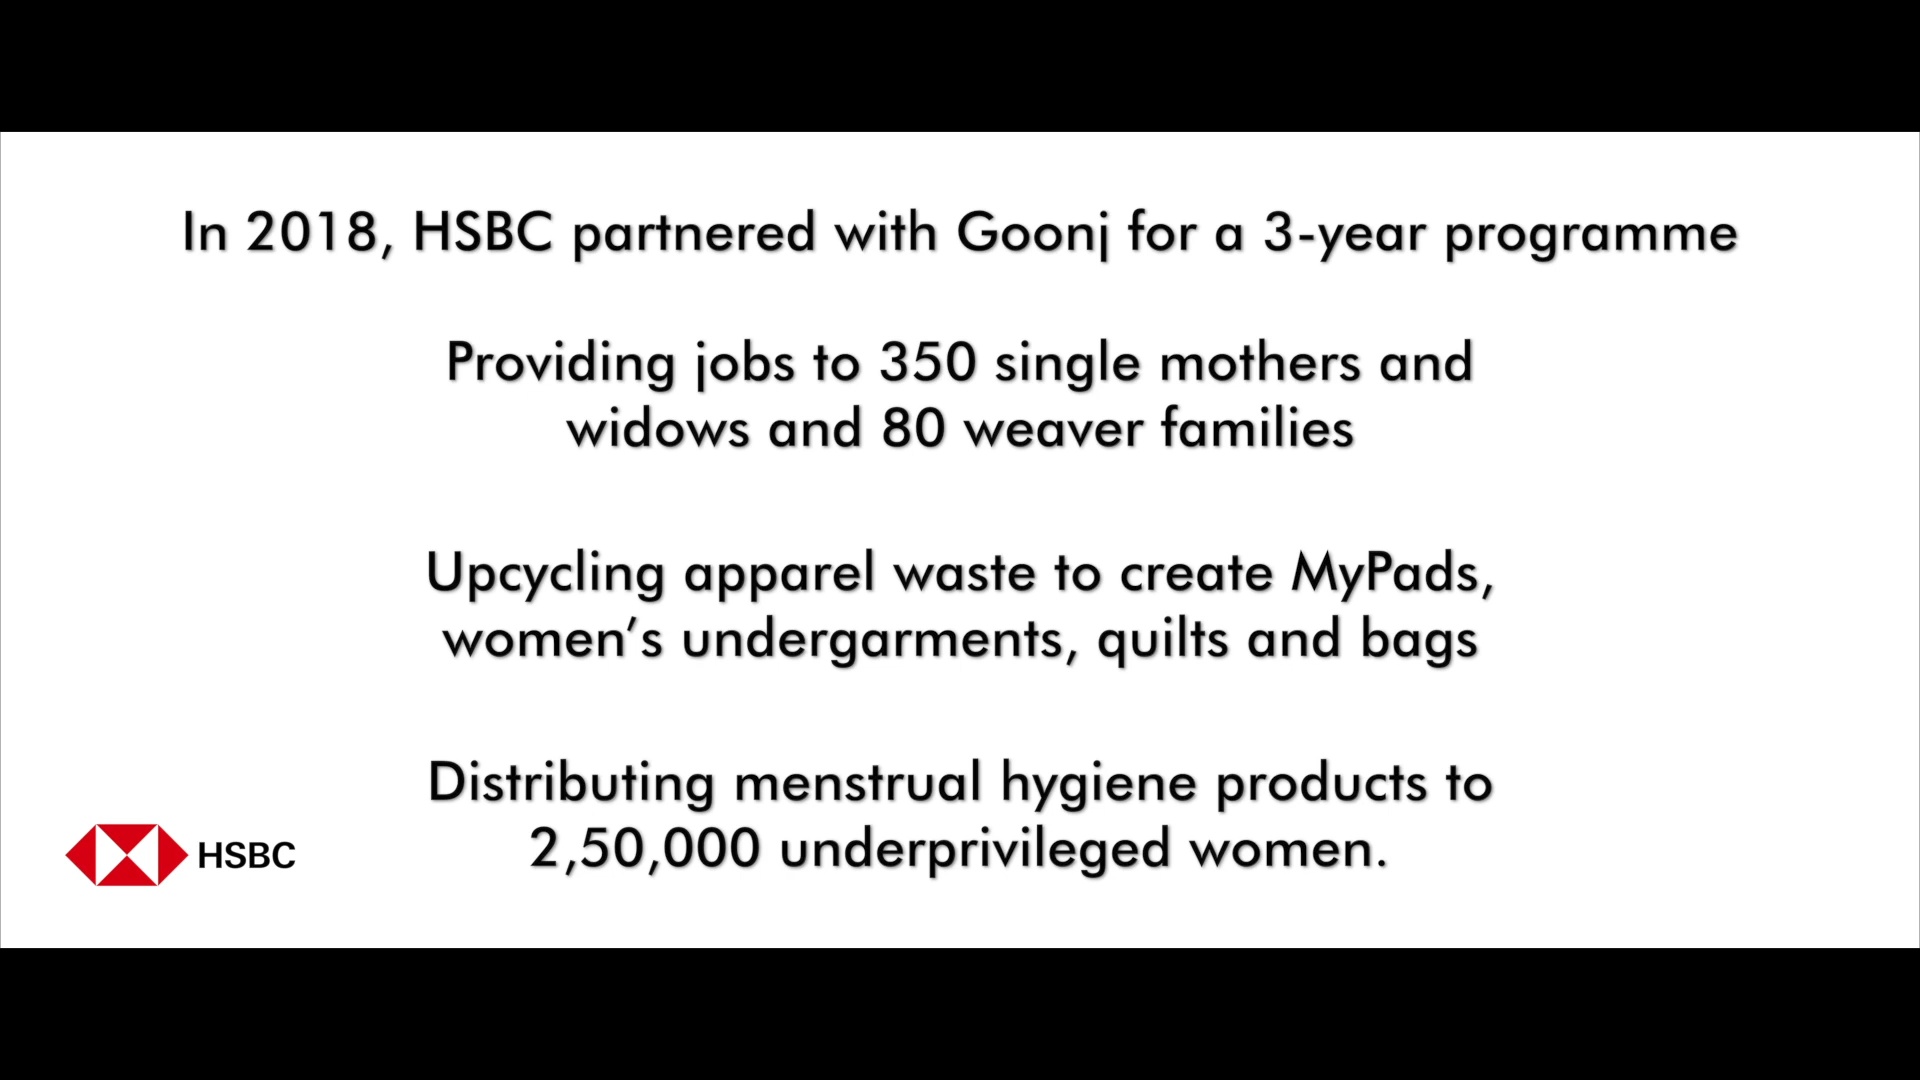 In 2018, HSBC partnered with Goonj for a 3-year programme
Providing jobs to 350 single mothers and
widows and 80 weaver families
Upcycling apparel waste to create MyPads,
women’s undergarments, quilts and bags
Distributing menstrual hygiene products to
2,50,000 underprivileged women.
HSBC